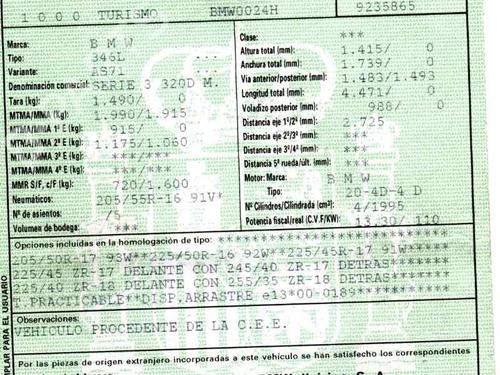 1000 TURISMO BMW0024H 9235865
Marca: B M W
Tipo: 346L ...
Variante: AS71 ...
Denominación comercial: SERIE 3 320D M.
Tara (kg): 1.490/ 0
MTMA/MMA (Kg): 1.990/1.915
MTMA/MMA 1º E (kg): 915/ 0
MTMA/MMA 2º E (kg): 1.175/1.060
MTMA/MMA 3º E (kg): ***/***
MTMA/MMA 4º E (kg): ***/***
MMR S/F, c/F (kg): 720/1.600
Neumáticos: 205/55R-16 91V*
Nº de asientos: /5
Volumen de bodega: ***
Clase: ***
Altura total (mm): 1.415/ 0
Anchura total (mm): 1.739/ 0
Vía anterior/posterior (mm): 1.483/1.493
Longitud total (mm): 4.471/ 0
Voladizo posterior (mm): 988/ 0
Distancia eje 1º/2º (mm): 2.725
Distancia eje 2º/3º (mm): ***
Distancia eje 3º/4º (mm): ***
Distancia 5ª rueda/últ. (mm): ***
Motor: Marca: B M W
Tipo: 20-4D-4 D
Nº Cilindros/Cilindrada (cm³): 4/1995
Potencia fiscal/real (C.V.F/KW): 13,30/ 110
Opciones incluidas en la homologación de tipo: **********************
205/50R-17 93W**225/50R-16 92W**225/45R-17 91W****
225/45 ZR-17 DELANTE CON 245/40 ZR-17 DETRAS******
225/40 ZR-18 DELANTE CON 255/35 ZR-18 DETRAS******
T.PRACTICABLE**DISP.ARRASTRE e13*00-0189*******
Observaciones:
VEHICULO PROCEDENTE DE LA C.E.E.
Por las piezas de origen extranjero incorporadas a este vehículo se han satisfecho los correspondientes
PLAR PARA EL USUARIO